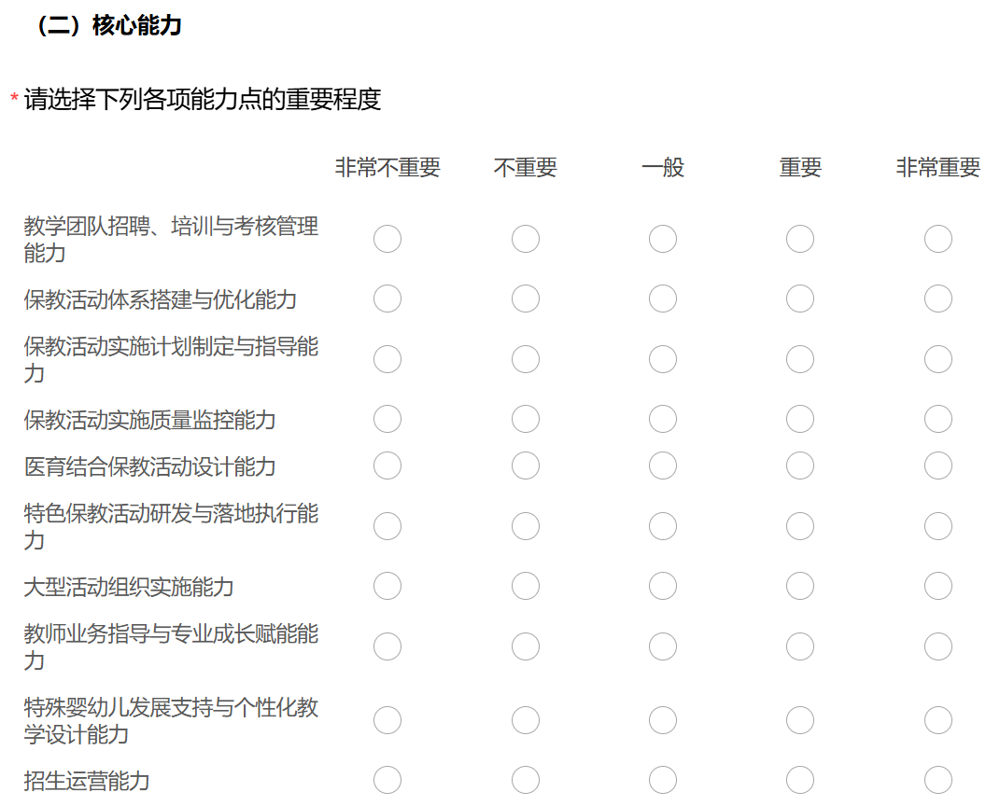 （二）核心能力
* 请选择下列各项能力点的重要程度
非常不重要 不重要 一般 重要 非常重要
教学团队招聘、培训与考核管理
能力
保教活动体系搭建与优化能力
保教活动实施计划制定与指导能
力
保教活动实施质量监控能力
医育结合保教活动设计能力
特色保教活动研发与落地执行能
力
大型活动组织实施能力
教师业务指导与专业成长赋能能
力
特殊婴幼儿发展支持与个性化教
学设计能力
招生运营能力